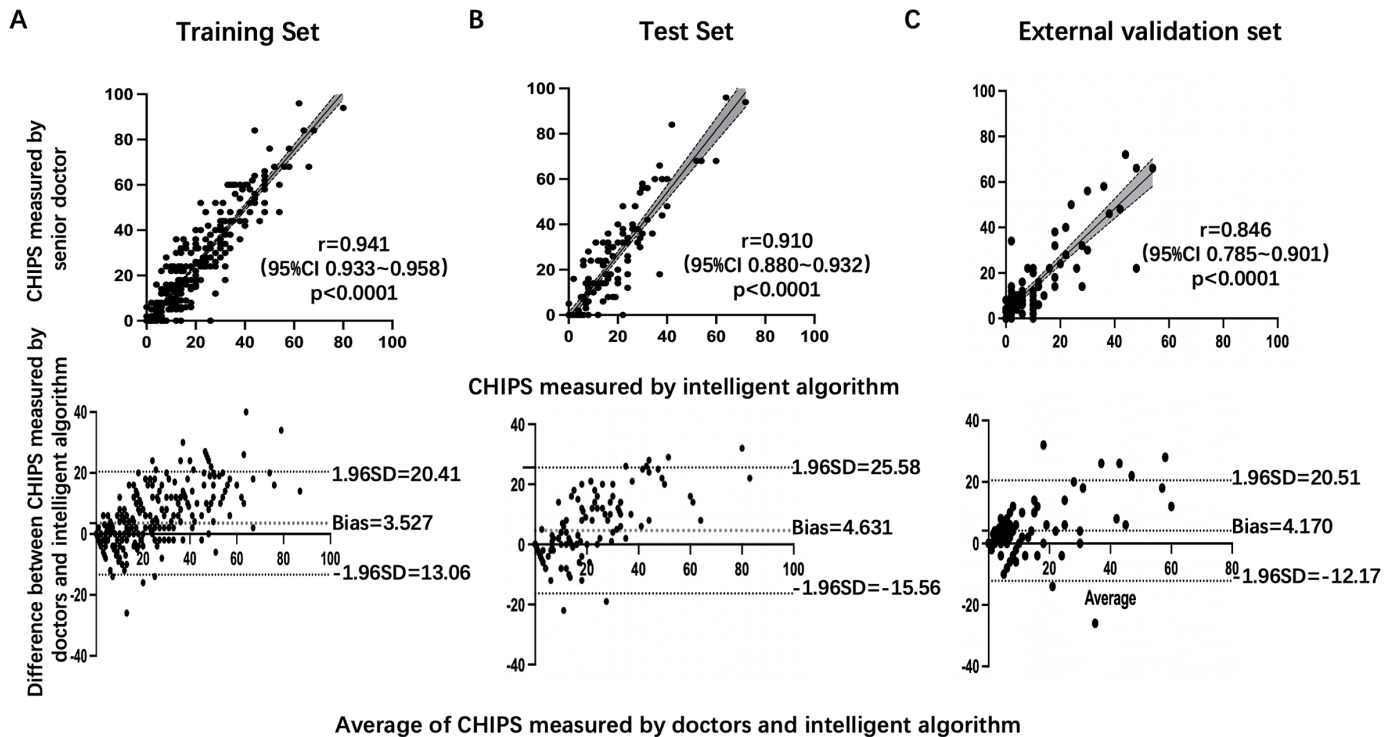 A
Training Set
B
Test Set
C
External validation set
CHIPS measured by
senior doctor
100
80
60
40
20
0
0 20 40 60 80 100
r=0.941
(95%CI 0.933~0.958)
p<0.0001
100
80
60
40
20
0
0 20 40 60 80 100
r=0.910
(95%CI 0.880~0.932)
p<0.0001
100
80
60
40
20
0
0 20 40 60 80 100
r=0.846
(95%CI 0.785~0.901)
p<0.0001
CHIPS measured by intelligent algorithm
Difference between CHIPS measured by
doctors and intelligent algorithm
40
20
0
-20
-40
20 40 60 80 100
1.96SD=20.41
Bias=3.527
-1.96SD=13.06
40
20
0
-20
-40
20 40 60 80 100
1.96SD=25.58
Bias=4.631
-1.96SD=-15.56
40
20
0
-20
-40
20 40 60 80
1.96SD=20.51
Bias=4.170
-1.96SD=-12.17
Average
Average of CHIPS measured by doctors and intelligent algorithm